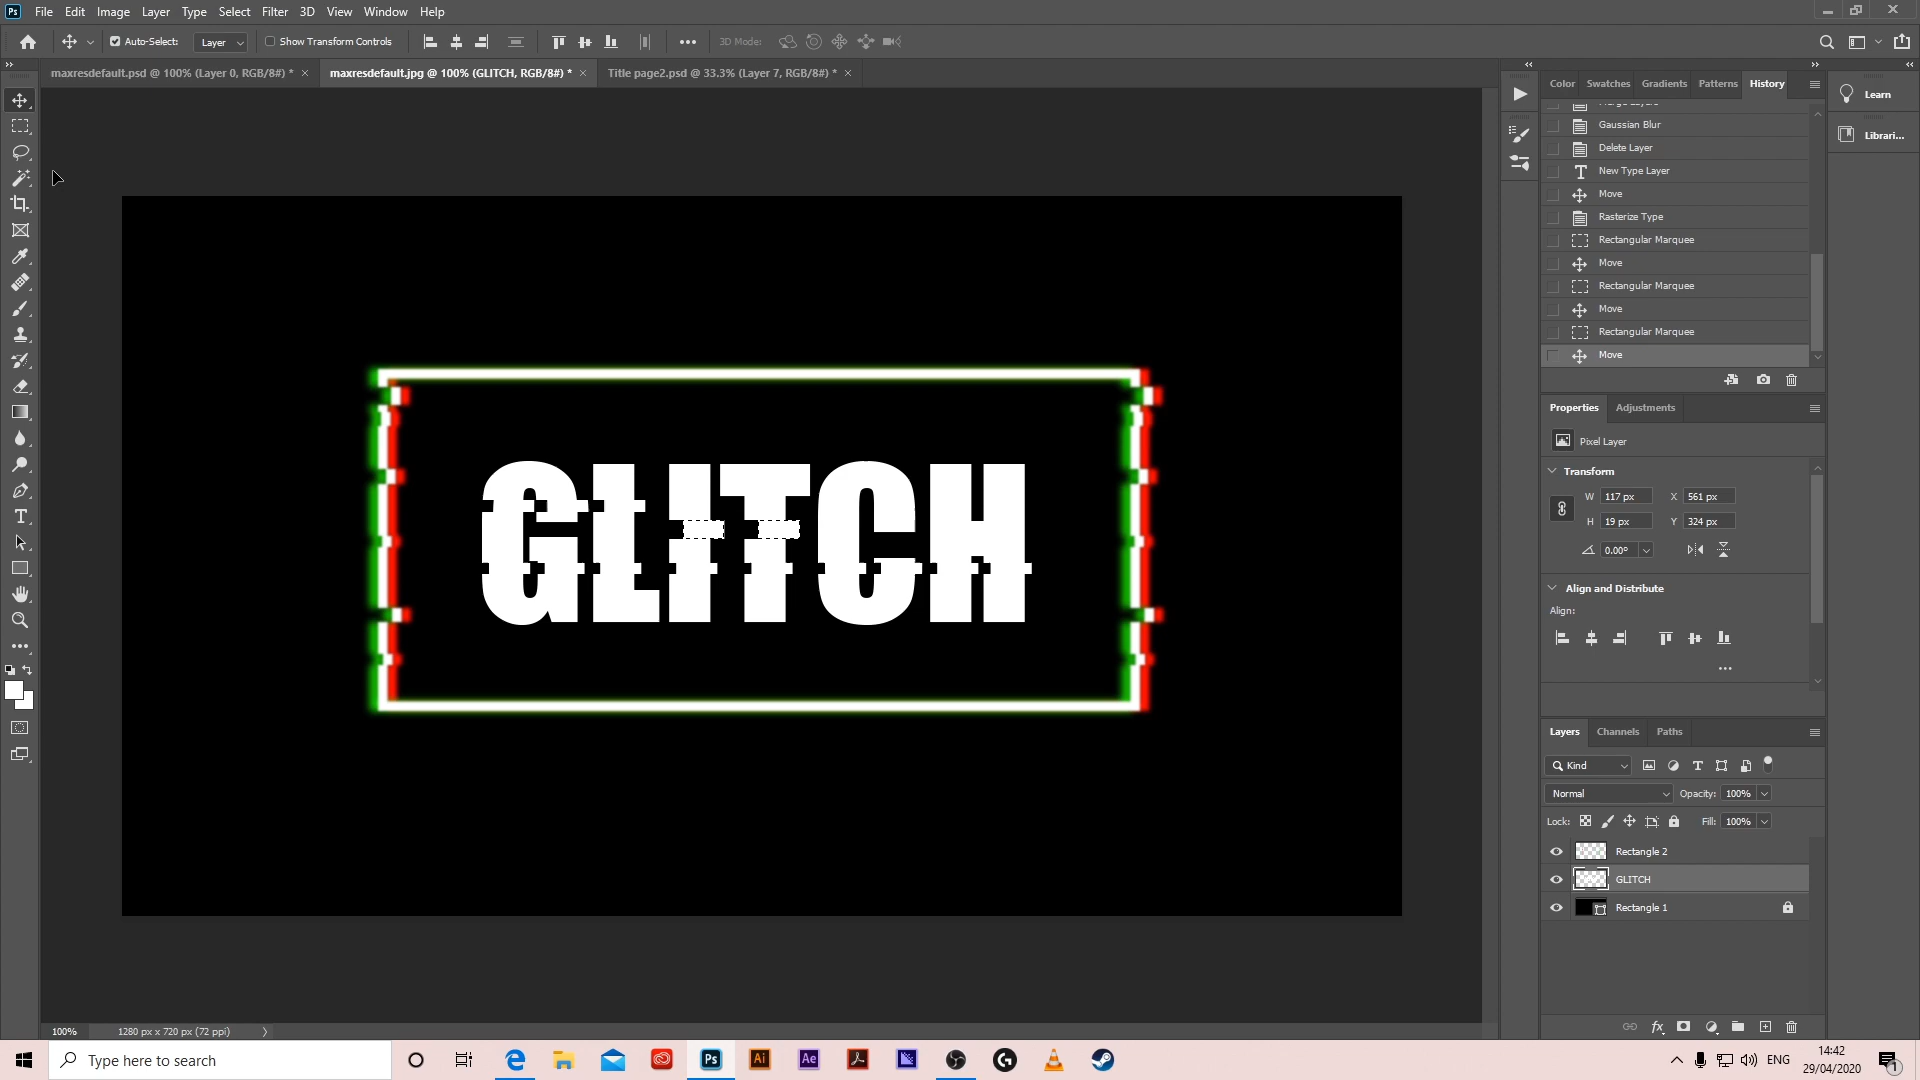 Ps File Edit Image Layer Type Select Filter 3D View Window Help
Auto-Select: Layer Show Transform Controls 3D Mode:
maxresdefault.psd @ 100% (Layer 0, RGB/8#) * × maxresdefault.jpg @ 100% (GLITCH, RGB/8#) * × Title page2.psd @ 33.3% (Layer 7, RGB/8#) * ×
Color Swatches Gradients Patterns History
Learn
Librari...
Gaussian Blur
Delete Layer
New Type Layer
Move
Rasterize Type
Rectangular Marquee
Move
Rectangular Marquee
Move
Rectangular Marquee
Move
GLITCH
Properties Adjustments
Pixel Layer
Transform
W 117 px X 561 px
H 19 px Y 324 px
0.00°
Align and Distribute
Align:
Layers Channels Paths
Kind
Normal Opacity: 100%
Lock: Fill: 100%
Rectangle 2
GLITCH
Rectangle 1
100% 1280 px x 720 px (72 ppi)
Type here to search
Ps Ai Ae
ENG
14:42
29/04/2020
1